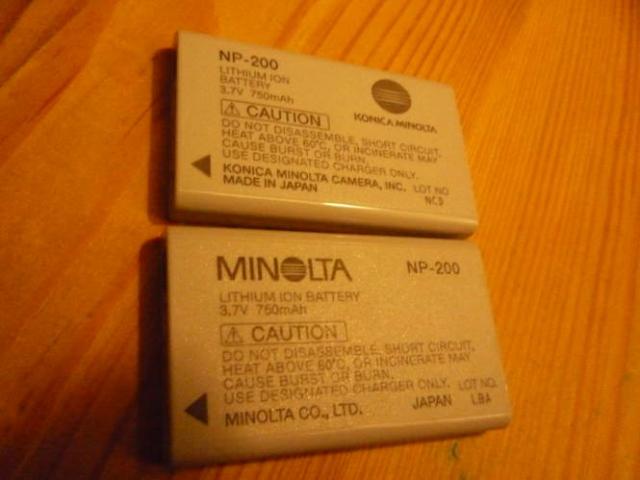 NP-200
LITHIUM ION
BATTERY
3.7V 750mAh
KONICA MINOLTA
CAUTION
DO NOT DISASSEMBLE, SHORT CIRCUIT,
HEAT ABOVE 60°C, OR INCINERATE MAY
CAUSE BURST OR BURN.
USE DESIGNATED CHARGER ONLY.
KONICA MINOLTA CAMERA, INC. LOT NO
MADE IN JAPAN NC9
MINOLTA NP-200
LITHIUM ION BATTERY
3.7V 750mAh
CAUTION
DO NOT DISASSEMBLE, SHORT CIRCUIT,
HEAT ABOVE 60°C, OR INCINERATE MAY
CAUSE BURST OR BURN.
USE DESIGNATED CHARGER ONLY. LOT NO.
MINOLTA CO., LTD. JAPAN LBA